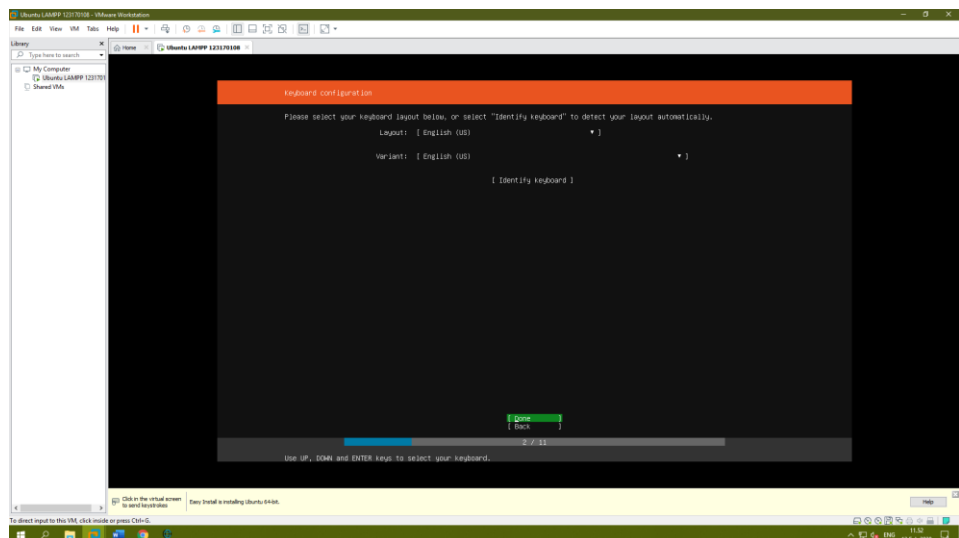 Ubuntu LAMPP 123170108 - VMware Workstation
File Edit View VM Tabs Help
Library
Home
Ubuntu LAMPP 123170108
Type here to search
My Computer
Ubuntu LAMPP 123170
Shared VMs
Keyboard configuration
Please select your keyboard layout below, or select "Identify keyboard" to detect your layout automatically.
Layout: [ English (US) ▾ ]
Variant: [ English (US) ▾ ]
[ Identify keyboard ]
[ Done ]
[ Back ]
2 / 11
Use UP, DOWN and ENTER keys to select your keyboard.
Click in the virtual screen
to send keystrokes
Easy Install is installing Ubuntu 64-bit.
Help
To direct input to this VM, click inside or press Ctrl+G.
ENG
11.52